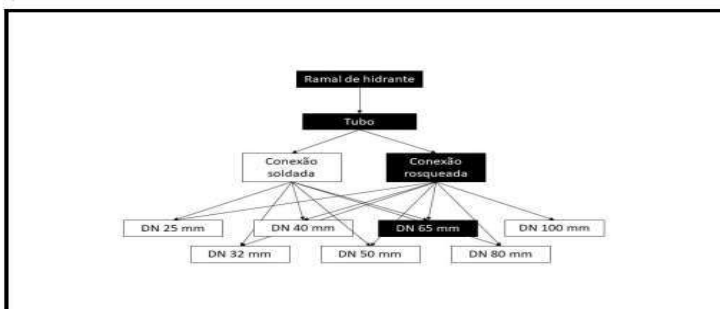 Ramal de hidrante
Tubo
Conexão
soldada
Conexão
rosqueada
DN 25 mm
DN 40 mm
DN 65 mm
DN 100 mm
DN 32 mm
DN 50 mm
DN 80 mm